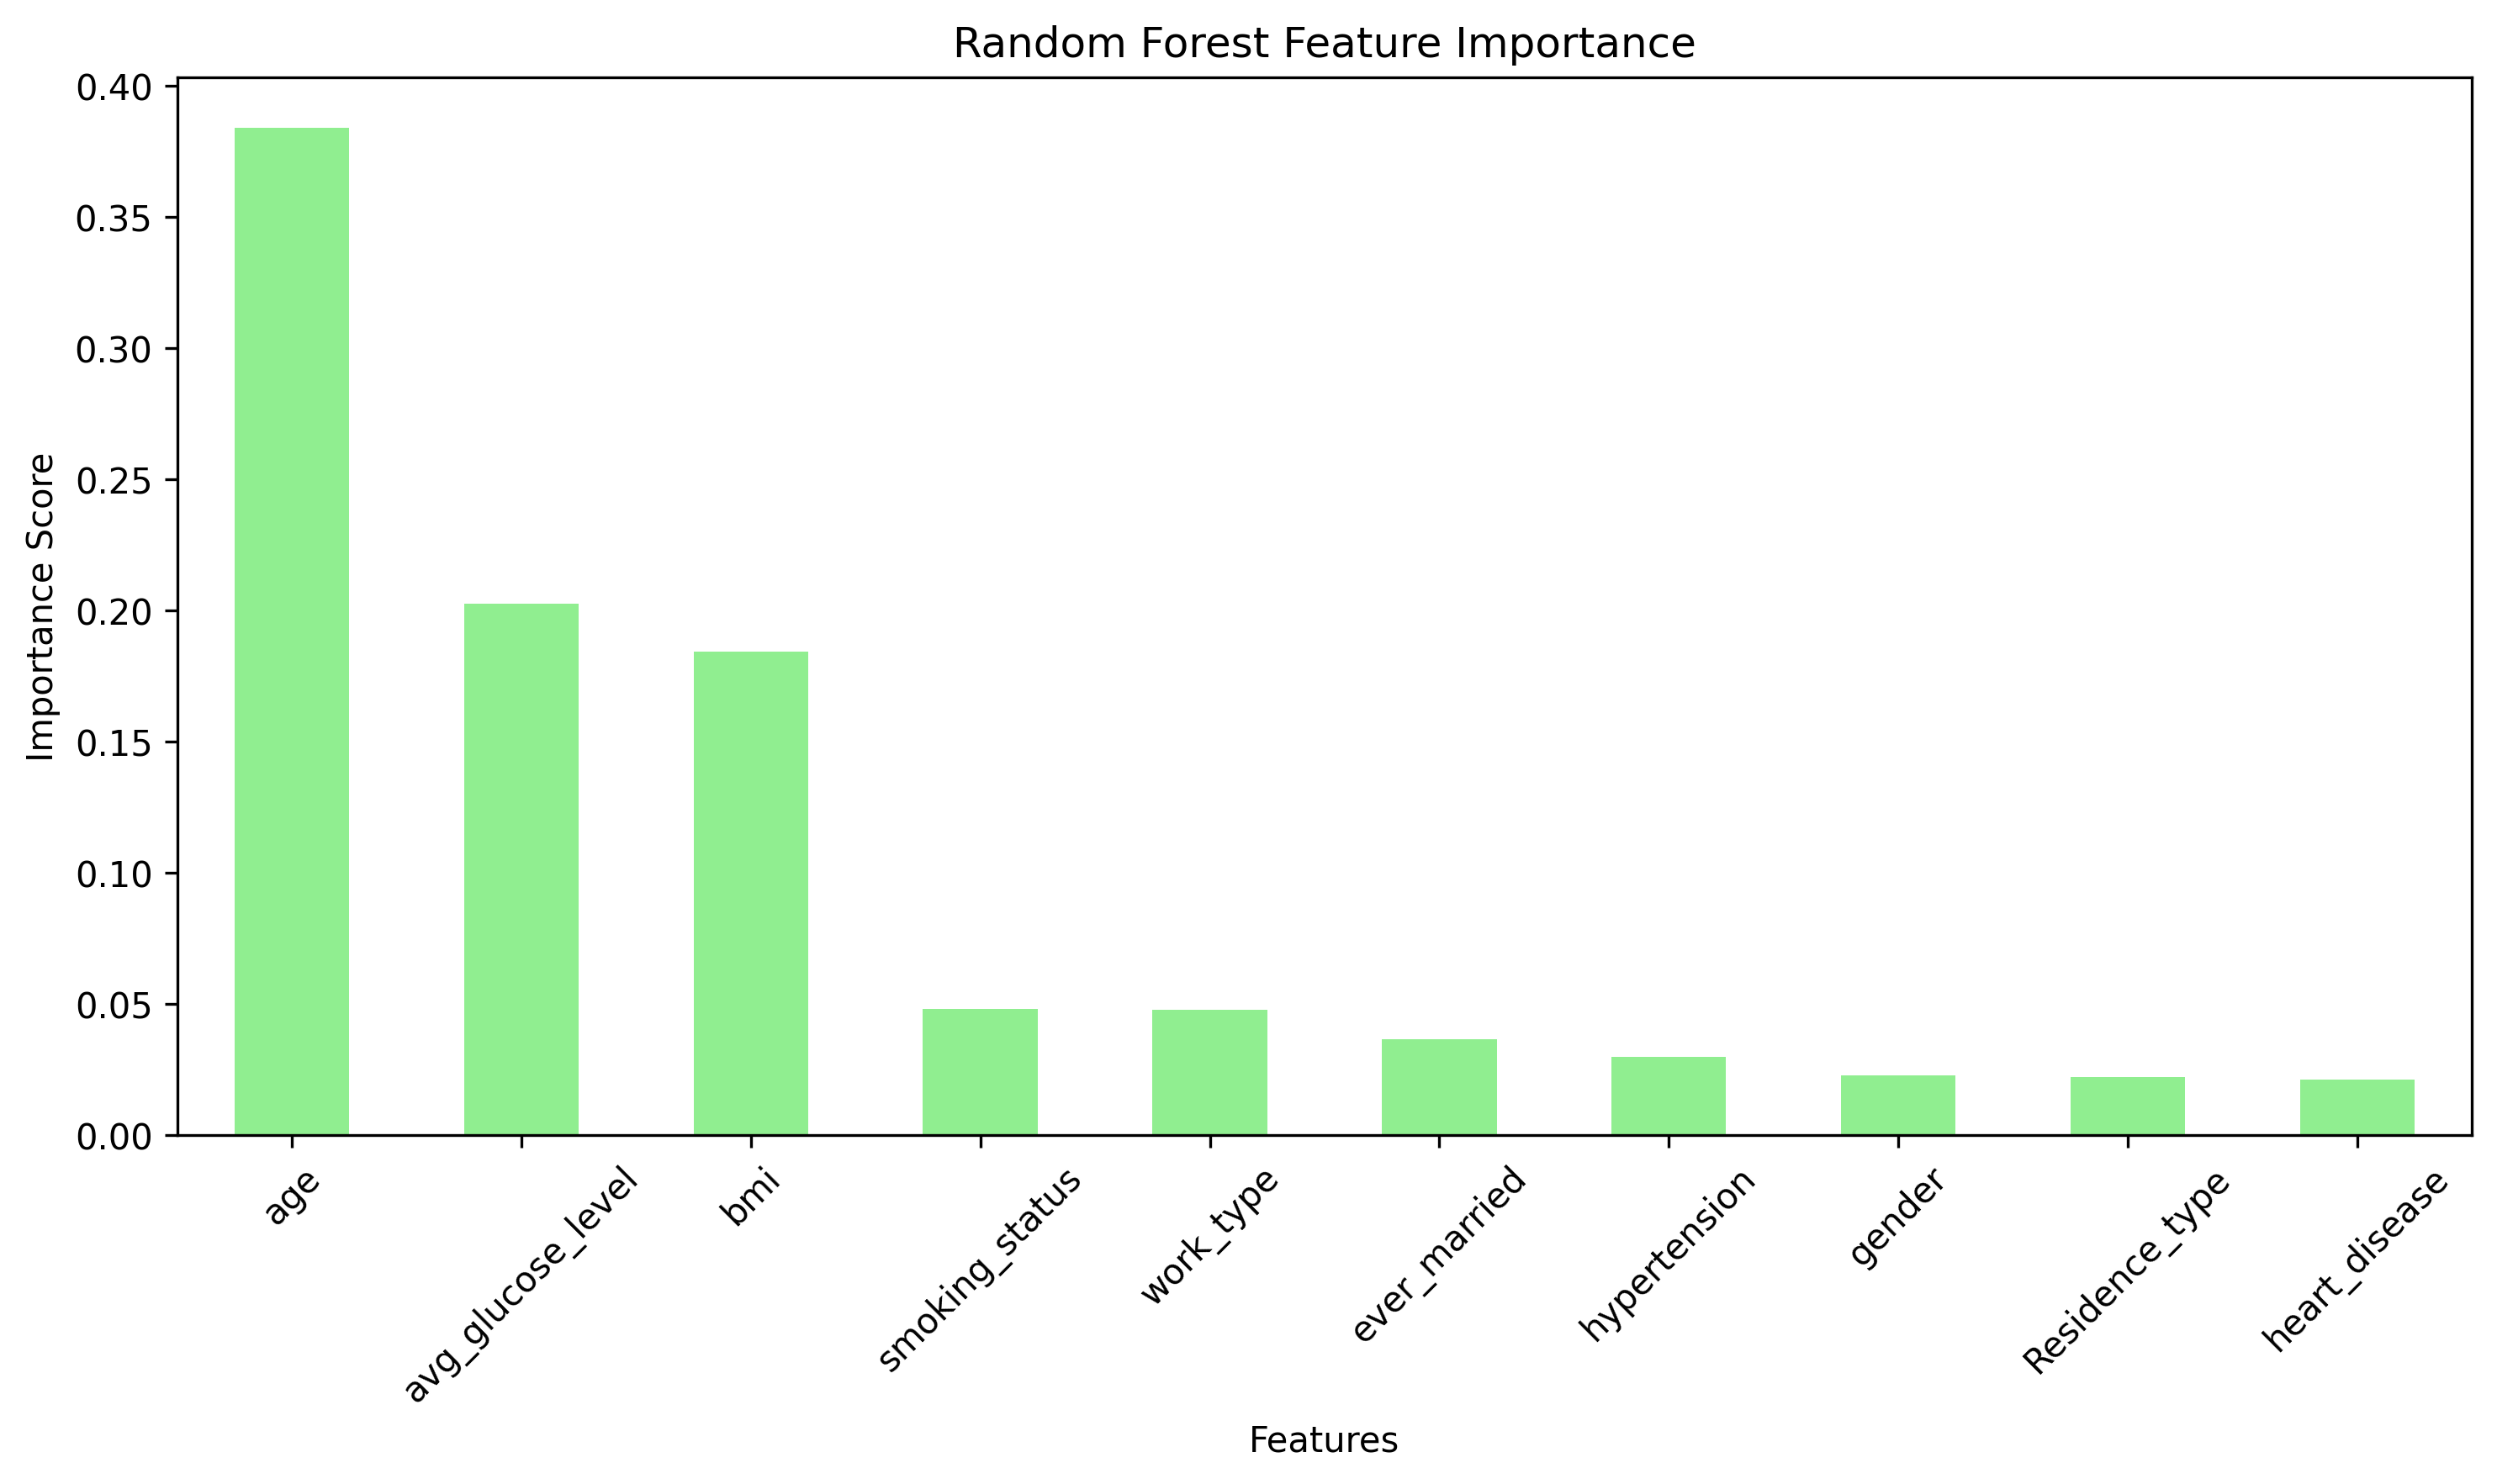 Random Forest Feature Importance
Importance Score
0.40
0.35
0.30
0.25
0.20
0.15
0.10
0.05
0.00
age
avg_glucose_level
bmi
smoking_status
work_type
ever_married
hypertension
gender
Residence_type
heart_disease
Features